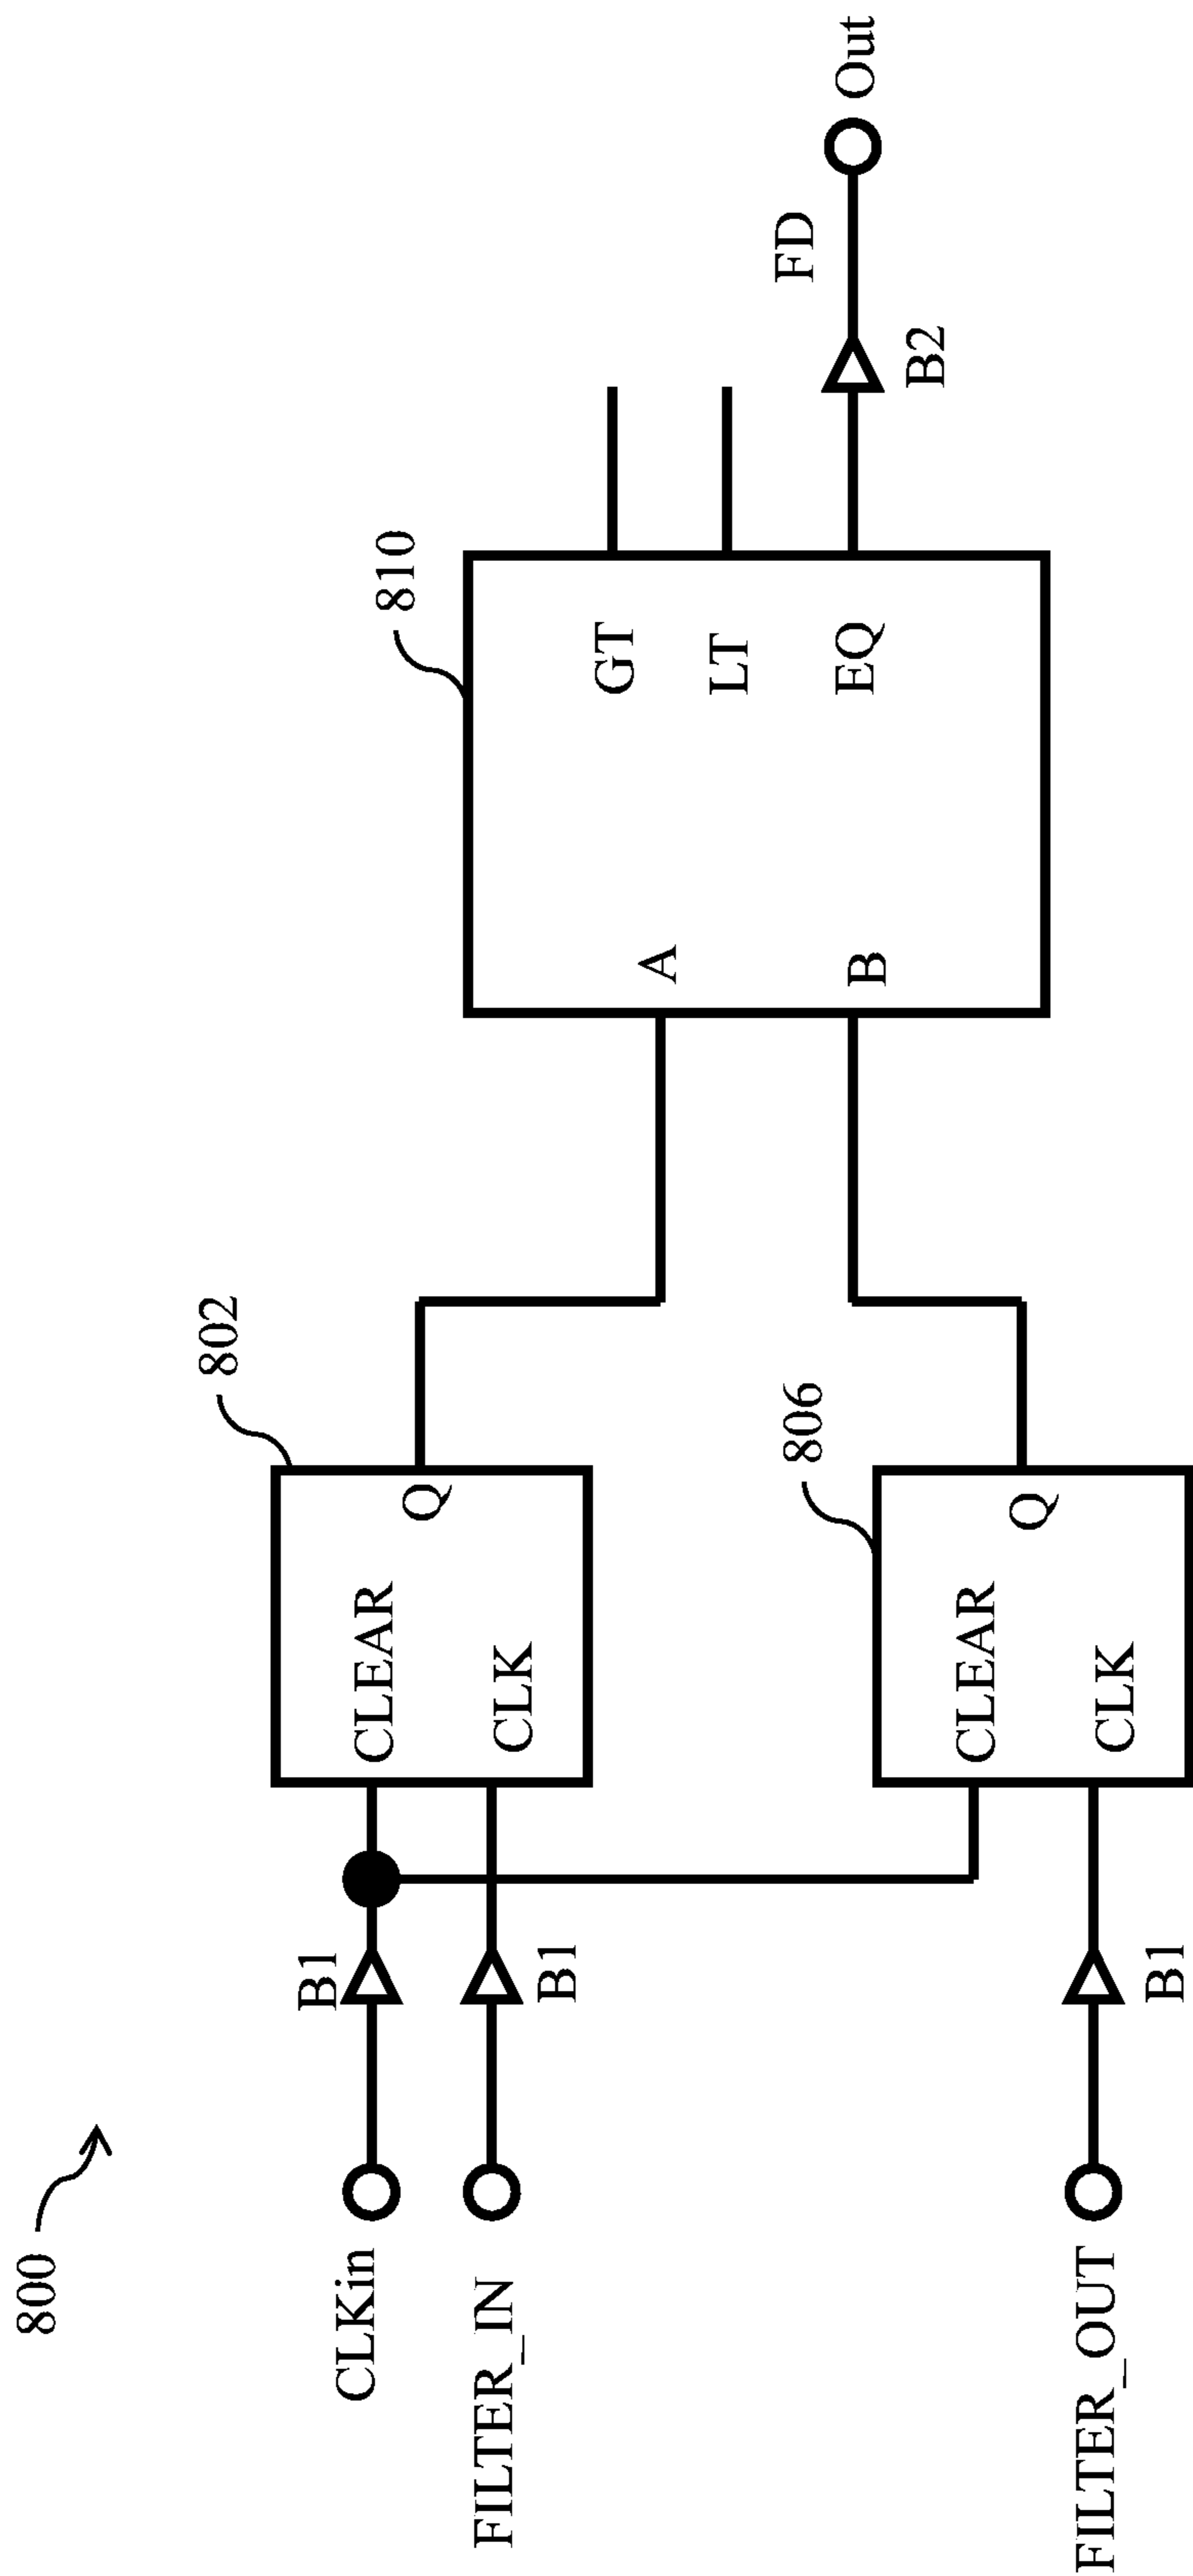 800
CLKin
B1
FILTER_IN
B1
CLEAR
CLK
Q
802
FILTER_OUT
B1
CLEAR
CLK
Q
806
A
B
GT
LT
EQ
810
B2
FD
Out